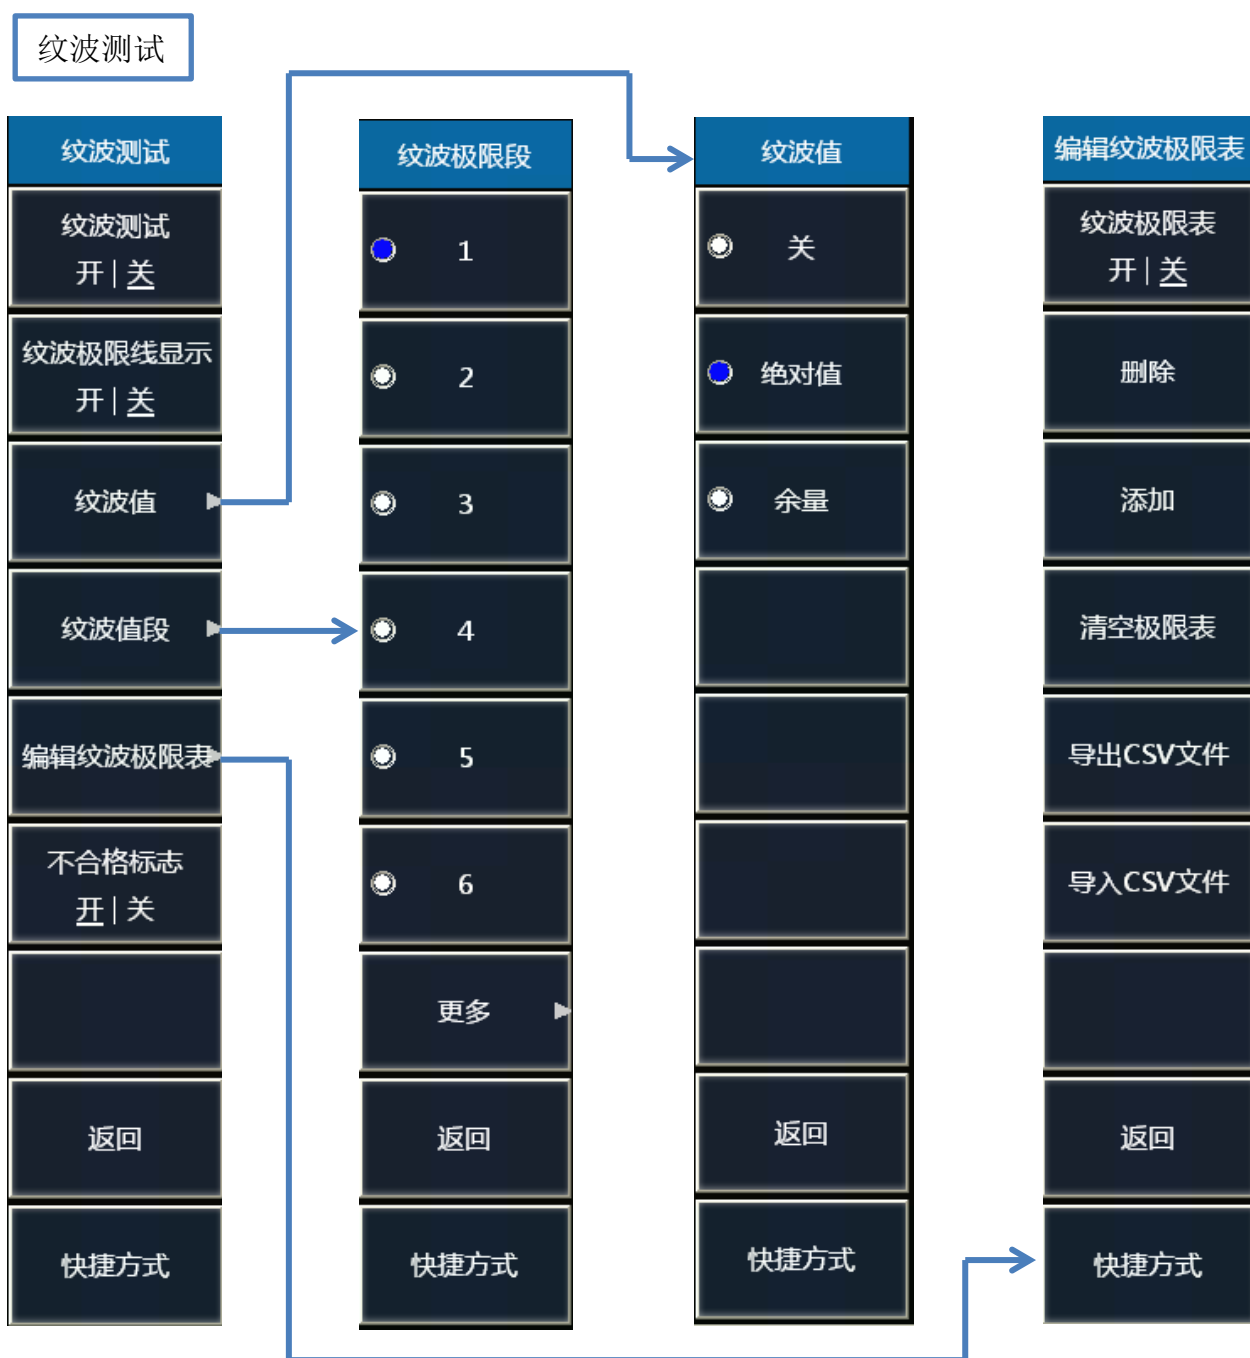 纹波测试
纹波测试
纹波测试
开 | 关
纹波极限线显示
开 | 关
纹波值
纹波值段
编辑纹波极限表
不合格标志
开 | 关
返回
快捷方式
纹波极限段
1
2
3
4
5
6
更多
返回
快捷方式
纹波值
关
绝对值
余量
返回
快捷方式
编辑纹波极限表
纹波极限表
开 | 关
删除
添加
清空极限表
导出CSV文件
导入CSV文件
返回
快捷方式